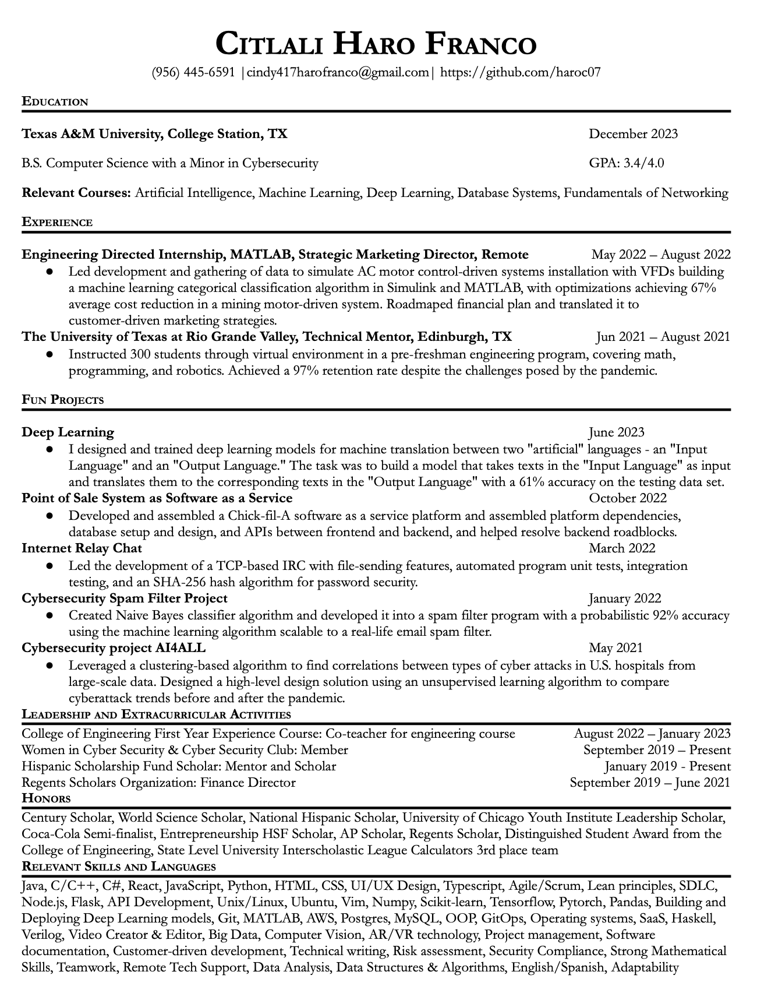 Citlali Haro Franco
(956) 445-6591 |cindy417harofranco@gmail.com| https://github.com/haroc07
Education
Texas A&M University, College Station, TX December 2023
B.S. Computer Science with a Minor in Cybersecurity GPA: 3.4/4.0
Relevant Courses: Artificial Intelligence, Machine Learning, Deep Learning, Database Systems, Fundamentals of Networking
Experience
Engineering Directed Internship, MATLAB, Strategic Marketing Director, Remote May 2022 – August 2022
● Led development and gathering of data to simulate AC motor control-driven systems installation with VFDs building
a machine learning categorical classification algorithm in Simulink and MATLAB, with optimizations achieving 67%
average cost reduction in a mining motor-driven system. Roadmaped financial plan and translated it to
customer-driven marketing strategies.
The University of Texas at Rio Grande Valley, Technical Mentor, Edinburgh, TX Jun 2021 – August 2021
● Instructed 300 students through virtual environment in a pre-freshman engineering program, covering math,
programming, and robotics. Achieved a 97% retention rate despite the challenges posed by the pandemic.
Fun Projects
Deep Learning June 2023
● I designed and trained deep learning models for machine translation between two "artificial" languages - an "Input
Language" and an "Output Language." The task was to build a model that takes texts in the "Input Language" as input
and translates them to the corresponding texts in the "Output Language" with a 61% accuracy on the testing data set.
Point of Sale System as Software as a Service October 2022
● Developed and assembled a Chick-fil-A software as a service platform and assembled platform dependencies,
database setup and design, and APIs between frontend and backend, and helped resolve backend roadblocks.
Internet Relay Chat March 2022
● Led the development of a TCP-based IRC with file-sending features, automated program unit tests, integration
testing, and an SHA-256 hash algorithm for password security.
Cybersecurity Spam Filter Project January 2022
● Created Naive Bayes classifier algorithm and developed it into a spam filter program with a probabilistic 92% accuracy
using the machine learning algorithm scalable to a real-life email spam filter.
Cybersecurity project AI4ALL May 2021
● Leveraged a clustering-based algorithm to find correlations between types of cyber attacks in U.S. hospitals from
large-scale data. Designed a high-level design solution using an unsupervised learning algorithm to compare
cyberattack trends before and after the pandemic.
Leadership and Extracurricular Activities
College of Engineering First Year Experience Course: Co-teacher for engineering course August 2022 – January 2023
Women in Cyber Security & Cyber Security Club: Member September 2019 – Present
Hispanic Scholarship Fund Scholar: Mentor and Scholar January 2019 - Present
Regents Scholars Organization: Finance Director September 2019 – June 2021
Honors
Century Scholar, World Science Scholar, National Hispanic Scholar, University of Chicago Youth Institute Leadership Scholar,
Coca-Cola Semi-finalist, Entrepreneurship HSF Scholar, AP Scholar, Regents Scholar, Distinguished Student Award from the
College of Engineering, State Level University Interscholastic League Calculators 3rd place team
Relevant Skills and Languages
Java, C/C++, C#, React, JavaScript, Python, HTML, CSS, UI/UX Design, Typescript, Agile/Scrum, Lean principles, SDLC,
Node.js, Flask, API Development, Unix/Linux, Ubuntu, Vim, Numpy, Scikit-learn, Tensorflow, Pytorch, Pandas, Building and
Deploying Deep Learning models, Git, MATLAB, AWS, Postgres, MySQL, OOP, GitOps, Operating systems, SaaS, Haskell,
Verilog, Video Creator & Editor, Big Data, Computer Vision, AR/VR technology, Project management, Software
documentation, Customer-driven development, Technical writing, Risk assessment, Security Compliance, Strong Mathematical
Skills, Teamwork, Remote Tech Support, Data Analysis, Data Structures & Algorithms, English/Spanish, Adaptability